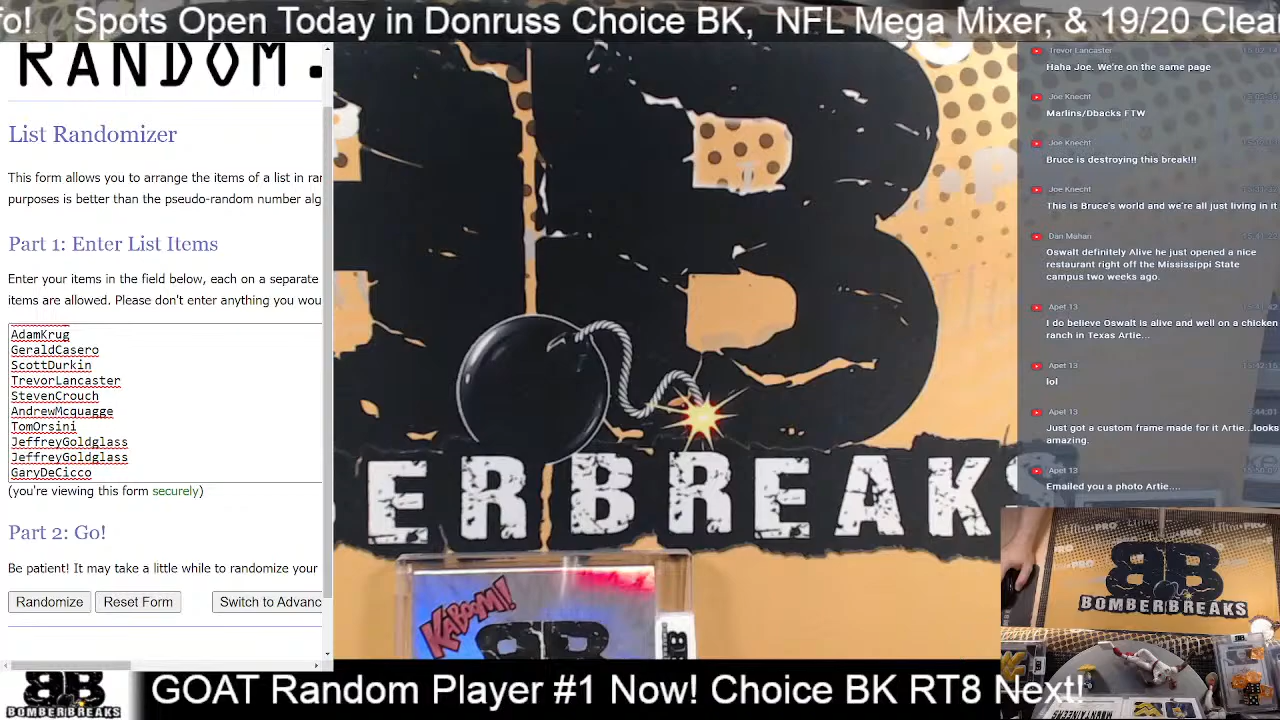 fo! Spots Open Today in Donruss Choice BK, NFL Mega Mixer, & 19/20 Clea
RANDOM.
List Randomizer
This form allows you to arrange the items of a list in rar
purposes is better than the pseudo-random number alg
Part 1: Enter List Items
Enter your items in the field below, each on a separate
items are allowed. Please don't enter anything you wou
AdamKrug
GeraldCasero
ScottDurkin
TrevorLancaster
StevenCrouch
AndrewMcquagge
TomOrsini
JeffreyGoldglass
JeffreyGoldglass
GaryDeCicco
(you're viewing this form securely)
Part 2: Go!
Be patient! It may take a little while to randomize your
Randomize Reset Form Switch to Advanc
BB
BERBREAKS
KABOOM!
BB
Trevor Lancaster
Haha Joe. We're on the same page
Joe Knecht
Marlins/Dbacks FTW
Joe Knecht
Bruce is destroying this break!!!
Joe Knecht
This is Bruce's world and we're all just living in it
Dan Mahan
Oswalt definitely Alive he just opened a nice
restaurant right off the Mississippi State
campus two weeks ago.
Apet 13
I do believe Oswalt is alive and well on a chicken
ranch in Texas Artie...
Apet 13
lol
Apet 13
Just got a custom frame made for it Artie...looks
amazing.
Apet 13
Emailed you a photo Artie....
PRO
BB
BOMBERBREAKS
BB
BOMBERBREAKS
GOAT Random Player #1 Now! Choice BK RT8 Next!